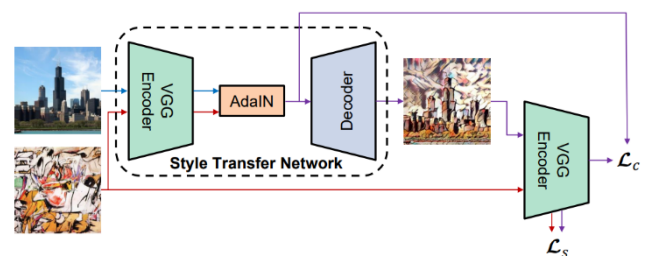 VGG
Encoder
AdaIN
Decoder
Style Transfer Network
VGG
Encoder
ℒc
ℒs